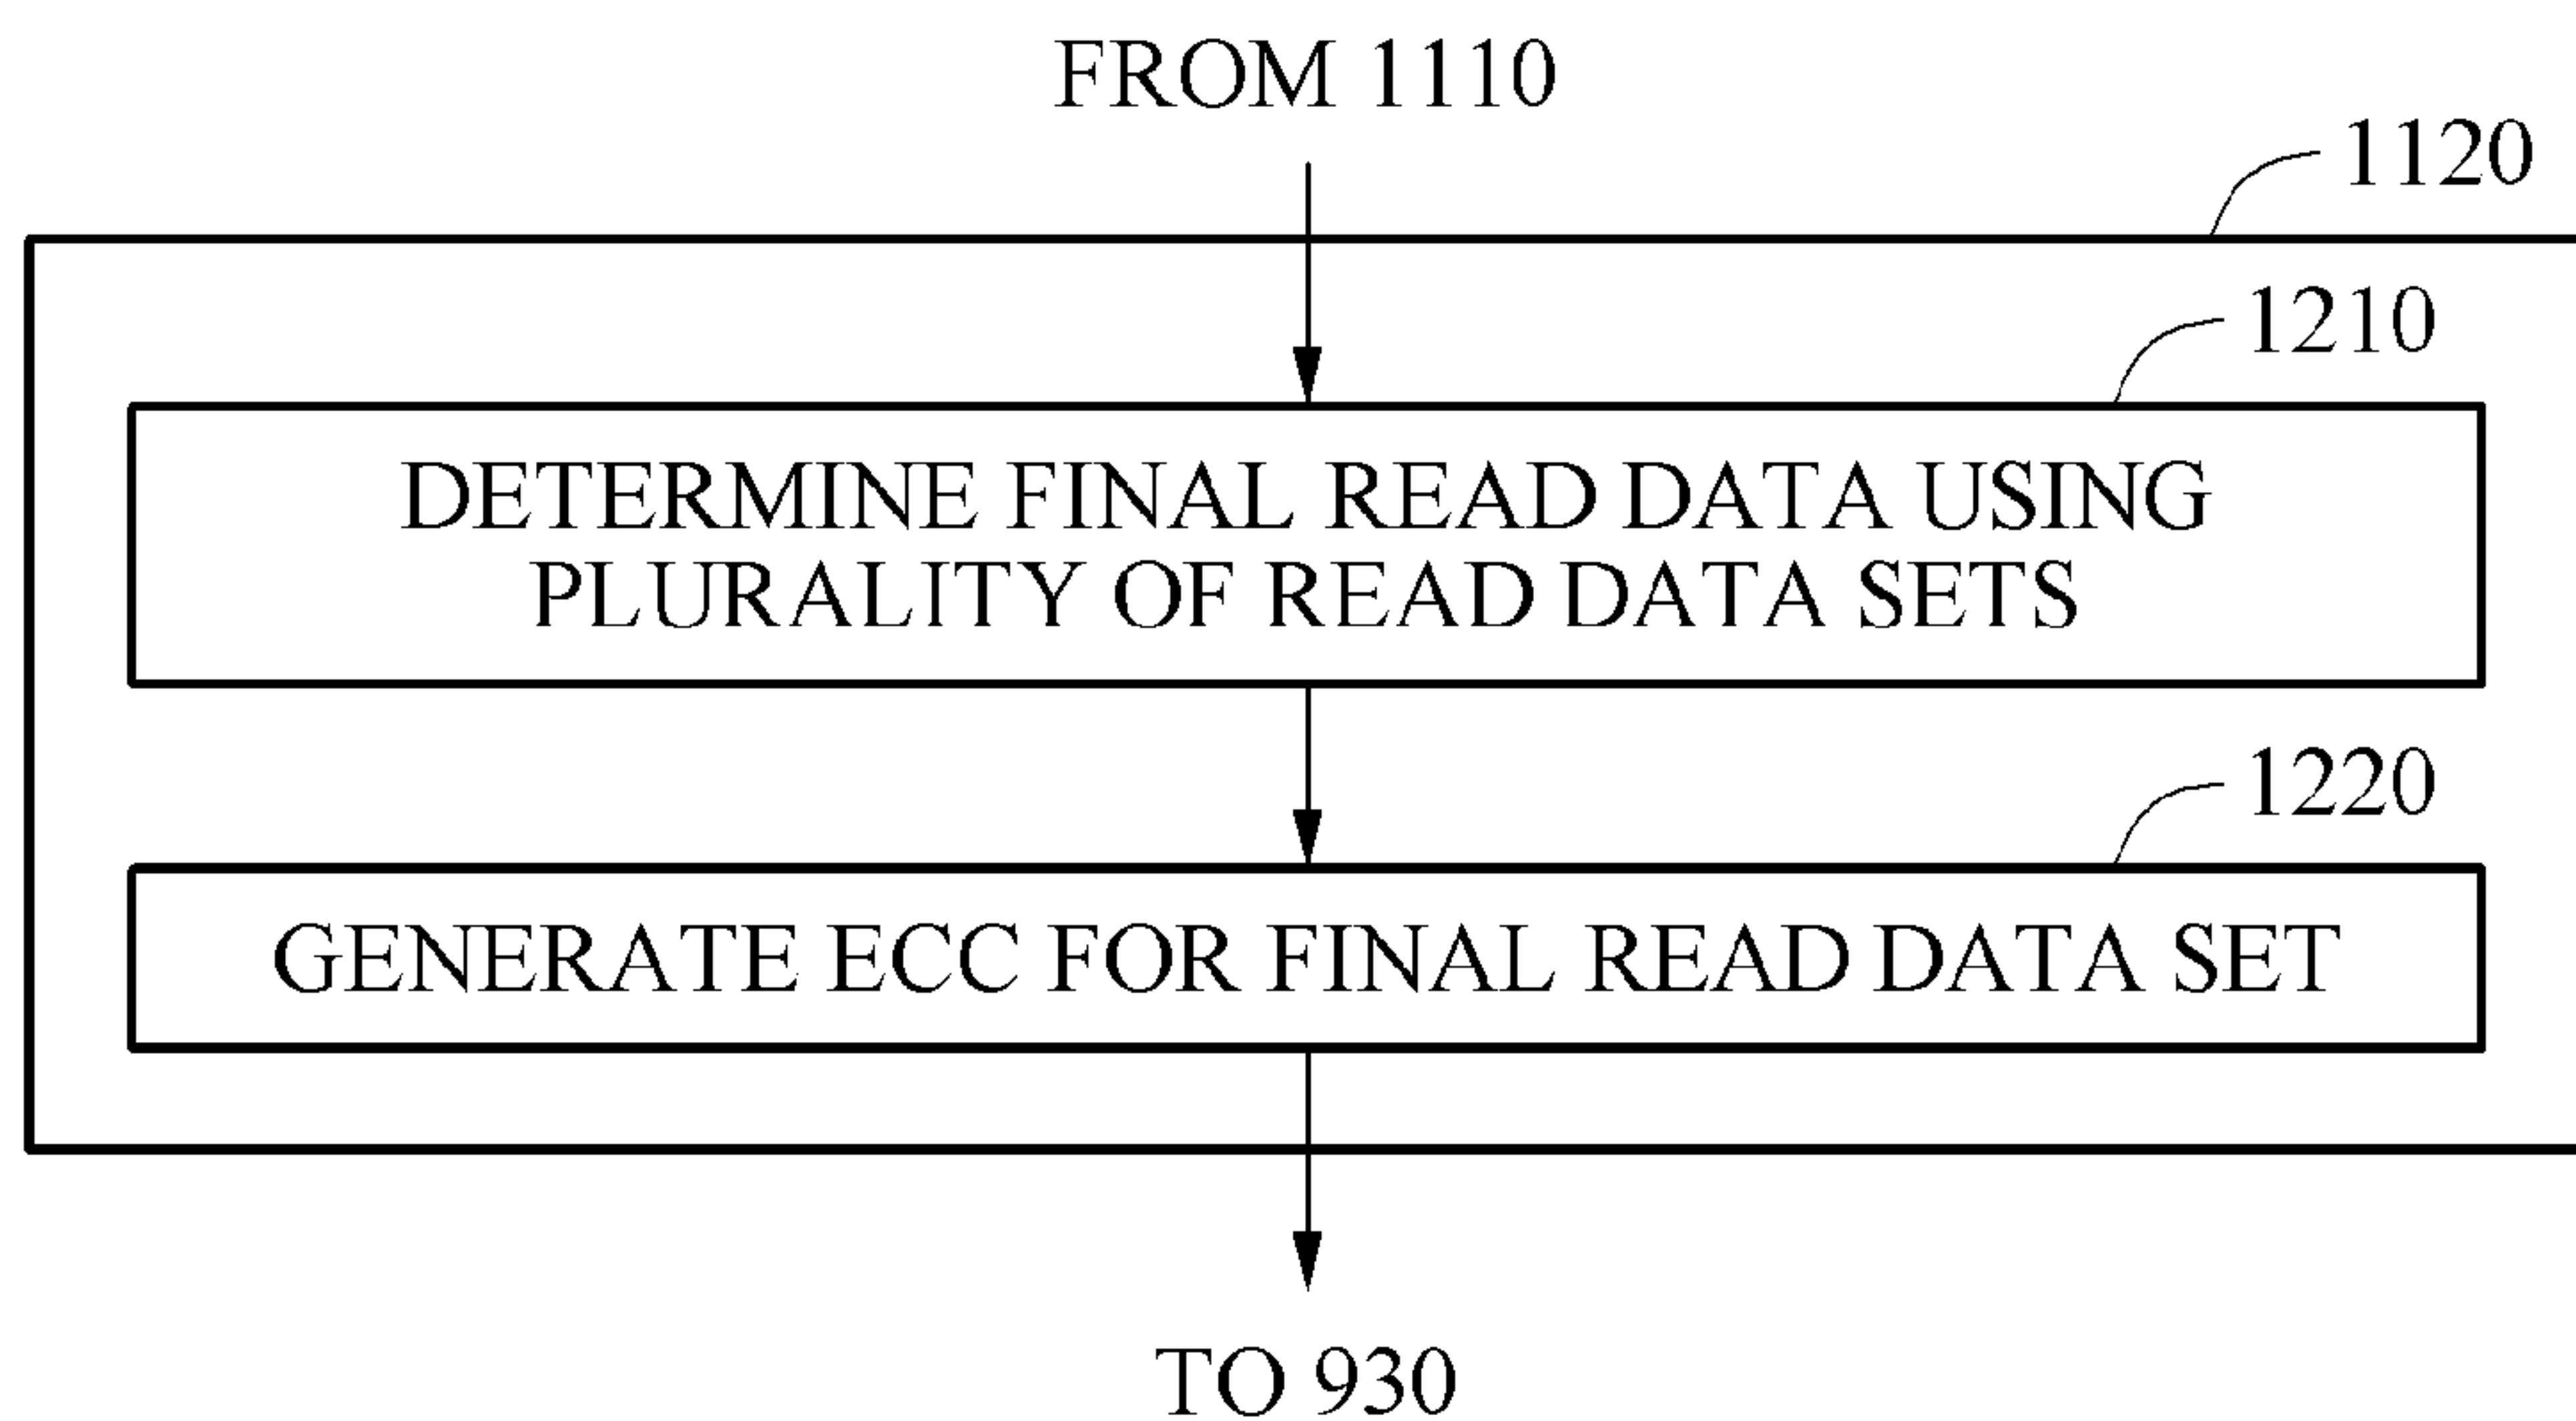 FROM 1110
1120
1210
DETERMINE FINAL READ DATA USING
PLURALITY OF READ DATA SETS
1220
GENERATE ECC FOR FINAL READ DATA SET
TO 930